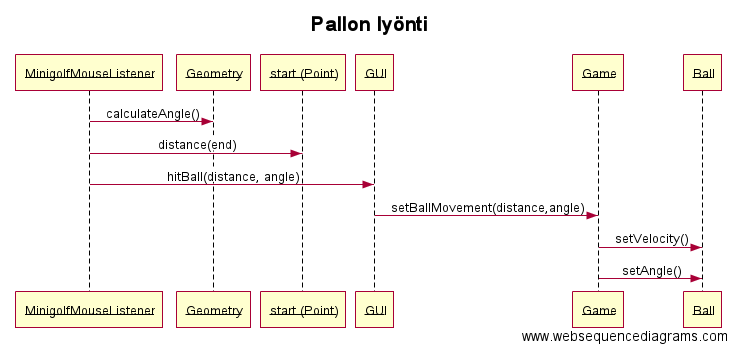 Pallon lyönti
MinigolfMouseListener
Geometry
start (Point)
GUI
Game
Ball
calculateAngle()
distance(end)
hitBall(distance, angle)
setBallMovement(distance,angle)
setVelocity()
setAngle()
MinigolfMouseListener
Geometry
start (Point)
GUI
Game
Ball
www.websequencediagrams.com